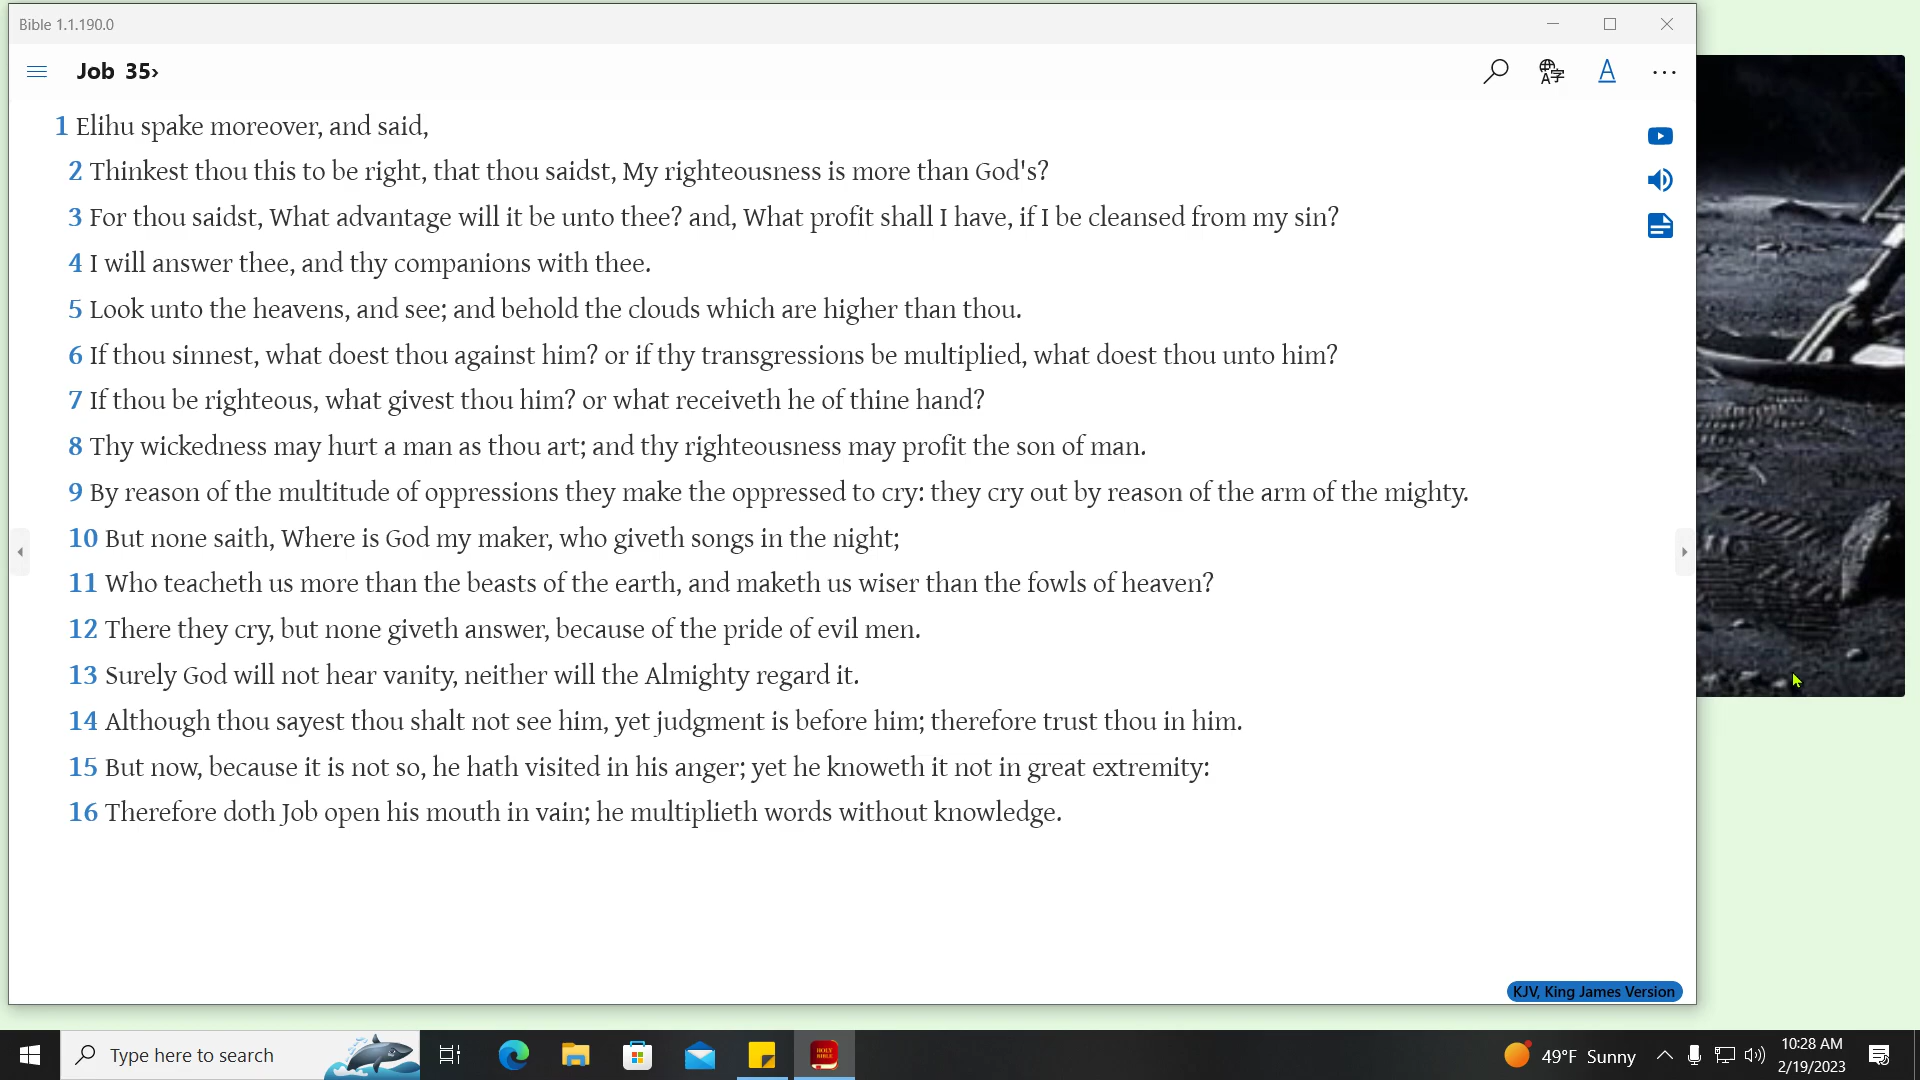 Bible 1.1.190.0
Job 35›
1 Elihu spake moreover, and said,
2 Thinkest thou this to be right, that thou saidst, My righteousness is more than God's?
3 For thou saidst, What advantage will it be unto thee? and, What profit shall I have, if I be cleansed from my sin?
4 I will answer thee, and thy companions with thee.
5 Look unto the heavens, and see; and behold the clouds which are higher than thou.
6 If thou sinnest, what doest thou against him? or if thy transgressions be multiplied, what doest thou unto him?
7 If thou be righteous, what givest thou him? or what receiveth he of thine hand?
8 Thy wickedness may hurt a man as thou art; and thy righteousness may profit the son of man.
9 By reason of the multitude of oppressions they make the oppressed to cry: they cry out by reason of the arm of the mighty.
10 But none saith, Where is God my maker, who giveth songs in the night;
11 Who teacheth us more than the beasts of the earth, and maketh us wiser than the fowls of heaven?
12 There they cry, but none giveth answer, because of the pride of evil men.
13 Surely God will not hear vanity, neither will the Almighty regard it.
14 Although thou sayest thou shalt not see him, yet judgment is before him; therefore trust thou in him.
15 But now, because it is not so, he hath visited in his anger; yet he knoweth it not in great extremity:
16 Therefore doth Job open his mouth in vain; he multiplieth words without knowledge.
KJV, King James Version
Type here to search
HOLY BIBLE
49°F Sunny
10:28 AM
2/19/2023